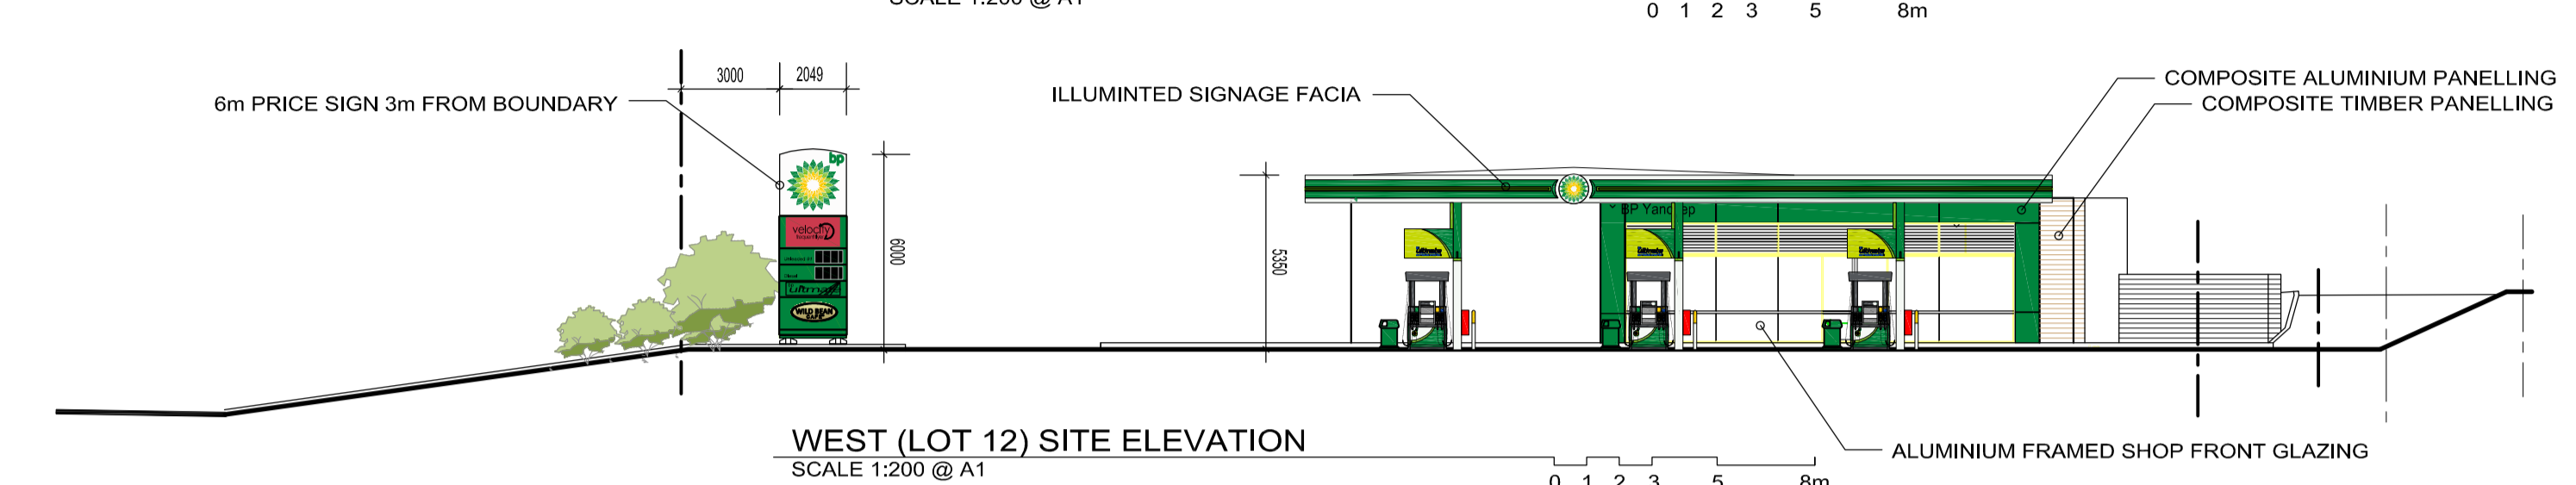 SCALE 1:200 @ A1
0 1 2 3 5 8m
3000 2049
6m PRICE SIGN 3m FROM BOUNDARY
ILLUMINTED SIGNAGE FACIA
COMPOSITE ALUMINIUM PANELLING
COMPOSITE TIMBER PANELLING
bp
velocity
6000
5350
BP Yan
ultimate
WILD BEAN
CAFE
WEST (LOT 12) SITE ELEVATION
SCALE 1:200 @ A1
ALUMINIUM FRAMED SHOP FRONT GLAZING
0 1 2 3 5 8m